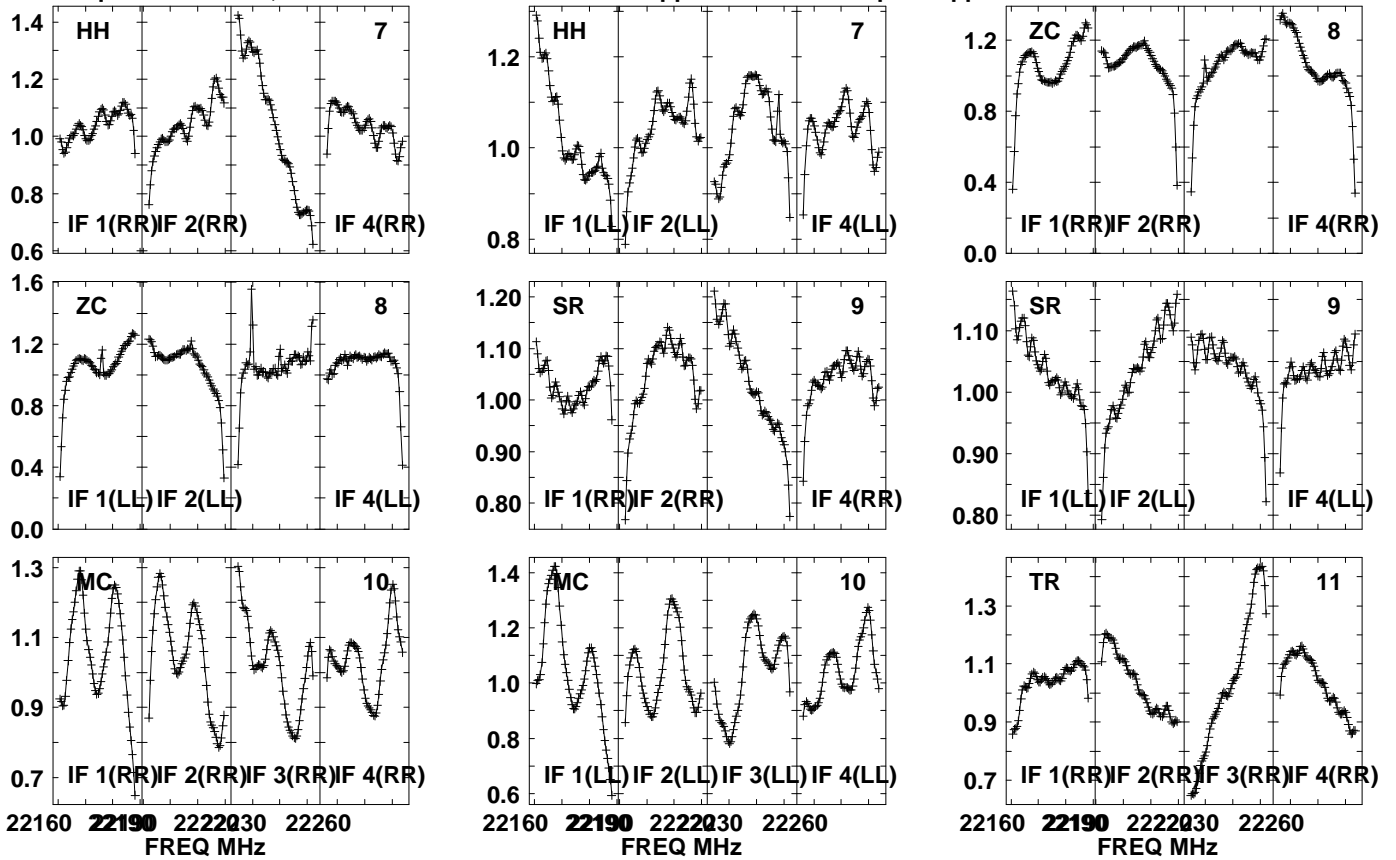 HH 7
1.4
1.2
1.0
0.8
0.6
IF 1(RR) IF 2(RR) IF 4(RR)
HH 7
1.2
1.0
0.8
IF 1(LL) IF 2(LL) IF 4(LL)
ZC 8
1.2
0.8
0.4
0.0
IF 1(RR) IF 2(RR) IF 4(RR)
ZC 8
1.6
1.2
0.8
0.4
0.0
IF 1(LL) IF 2(LL) IF 4(LL)
SR 9
1.20
1.10
1.00
0.90
0.80
IF 1(RR) IF 2(RR) IF 4(RR)
SR 9
1.10
1.00
0.90
0.80
IF 1(LL) IF 2(LL) IF 4(LL)
MC 10
1.3
1.1
0.9
0.7
IF 1(RR) IF 2(RR) IF 3(RR) IF 4(RR)
22160 22260
FREQ MHz
MC 10
1.4
1.2
1.0
0.8
0.6
IF 1(LL) IF 2(LL) IF 3(LL) IF 4(LL)
22160 22260
TR 11
1.3
1.1
0.9
0.7
IF 1(RR) IF 2(RR) IF 3(RR) IF 4(RR)
22160 22260
FREQ MHz